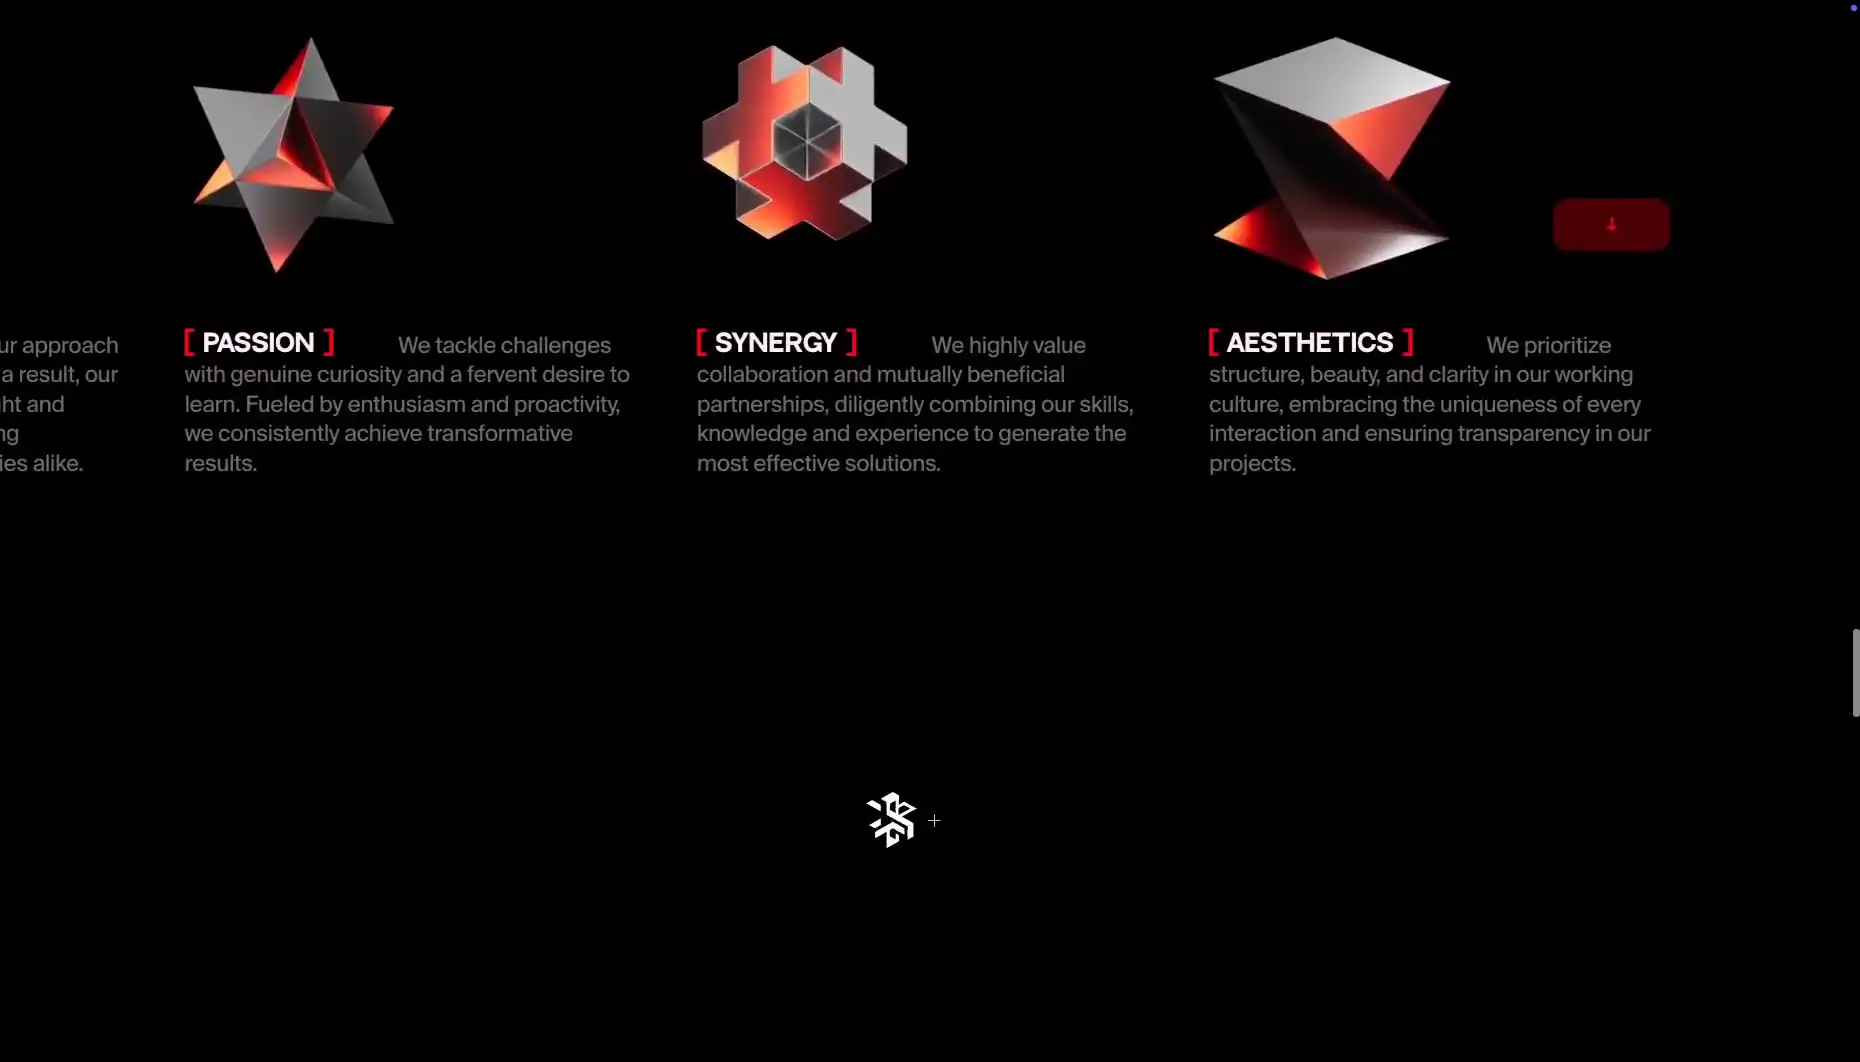 ur approach
a result, our
ht and
ng
ies alike.
[ PASSION ] We tackle challenges
with genuine curiosity and a fervent desire to
learn. Fueled by enthusiasm and proactivity,
we consistently achieve transformative
results.
[ SYNERGY ] We highly value
collaboration and mutually beneficial
partnerships, diligently combining our skills,
knowledge and experience to generate the
most effective solutions.
[ AESTHETICS ] We prioritize
structure, beauty, and clarity in our working
culture, embracing the uniqueness of every
interaction and ensuring transparency in our
projects.